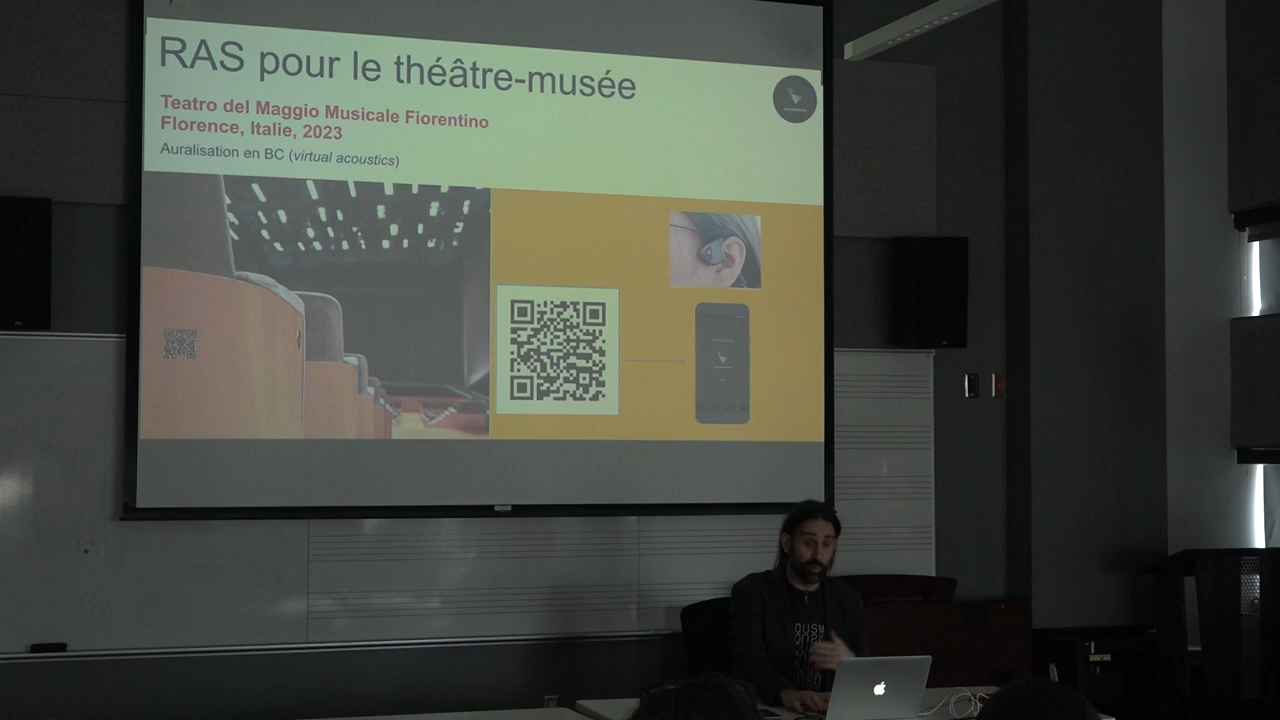 RAS pour le théâtre-musée
Teatro del Maggio Musicale Fiorentino
Florence, Italie, 2023
Auralisation en BC (virtual acoustics)